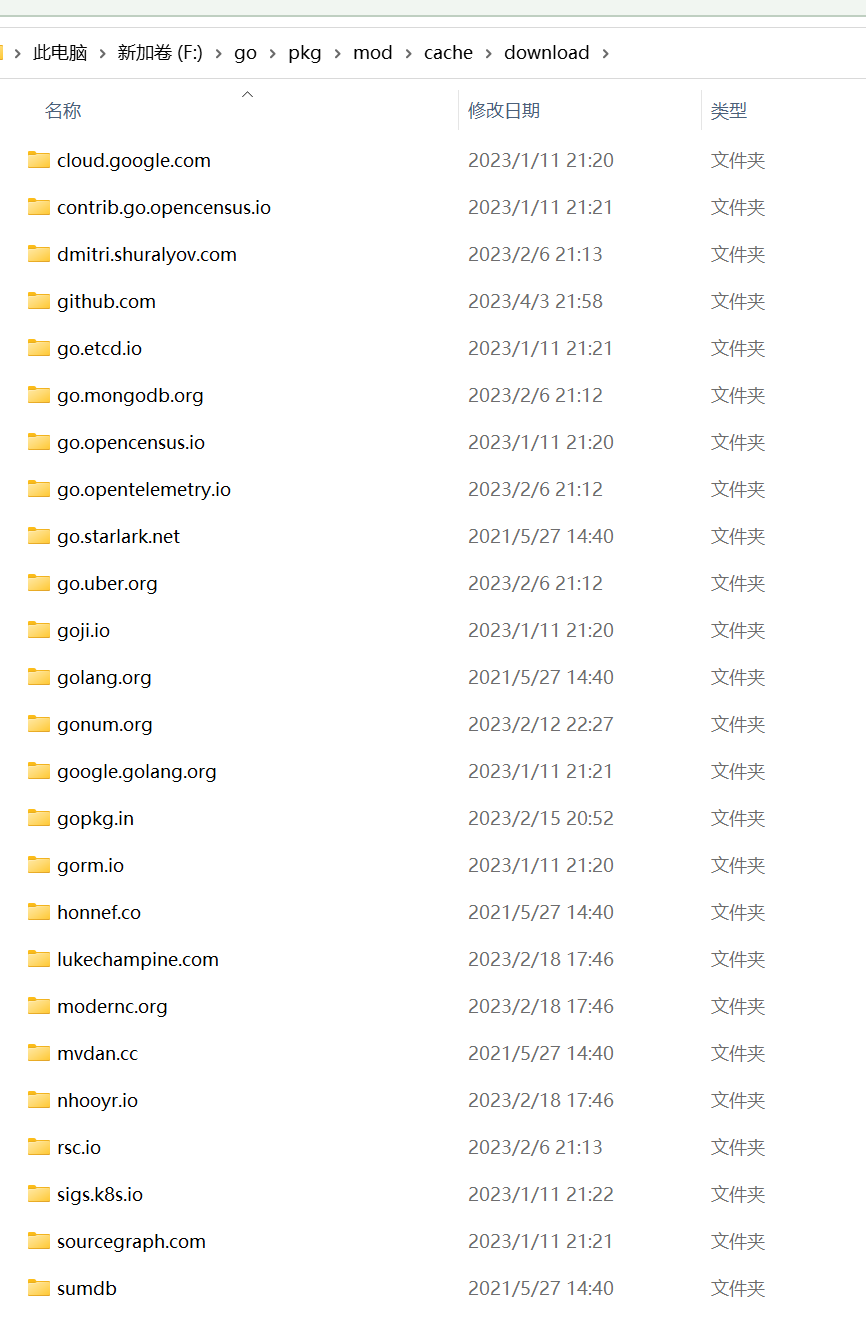 此电脑 > 新加卷 (F:) > go > pkg > mod > cache > download >
名称 修改日期 类型
cloud.google.com 2023/1/11 21:20 文件夹
contrib.go.opencensus.io 2023/1/11 21:21 文件夹
dmitri.shuralyov.com 2023/2/6 21:13 文件夹
github.com 2023/4/3 21:58 文件夹
go.etcd.io 2023/1/11 21:21 文件夹
go.mongodb.org 2023/2/6 21:12 文件夹
go.opencensus.io 2023/1/11 21:20 文件夹
go.opentelemetry.io 2023/2/6 21:12 文件夹
go.starlark.net 2021/5/27 14:40 文件夹
go.uber.org 2023/2/6 21:12 文件夹
goji.io 2023/1/11 21:20 文件夹
golang.org 2021/5/27 14:40 文件夹
gonum.org 2023/2/12 22:27 文件夹
google.golang.org 2023/1/11 21:21 文件夹
gopkg.in 2023/2/15 20:52 文件夹
gorm.io 2023/1/11 21:20 文件夹
honnef.co 2021/5/27 14:40 文件夹
lukechampine.com 2023/2/18 17:46 文件夹
modernc.org 2023/2/18 17:46 文件夹
mvdan.cc 2021/5/27 14:40 文件夹
nhooyr.io 2023/2/18 17:46 文件夹
rsc.io 2023/2/6 21:13 文件夹
sigs.k8s.io 2023/1/11 21:22 文件夹
sourcegraph.com 2023/1/11 21:21 文件夹
sumdb 2021/5/27 14:40 文件夹